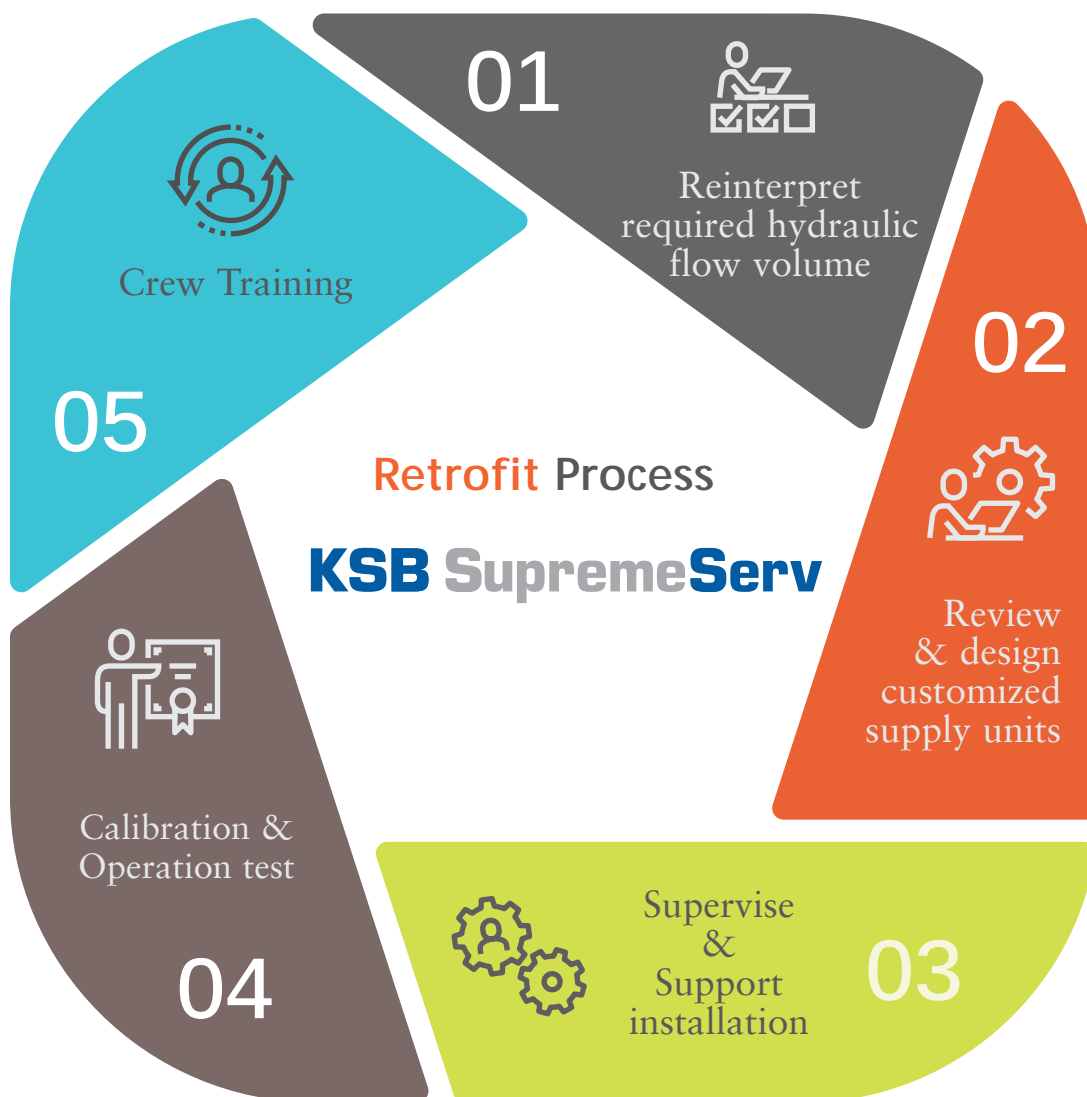 01
Reinterpret
required hydraulic
flow volume
02
Review
& design
customized
supply units
03
Supervise
&
Support
installation
04
Calibration &
Operation test
05
Crew Training
Retrofit Process
KSB SupremeServ